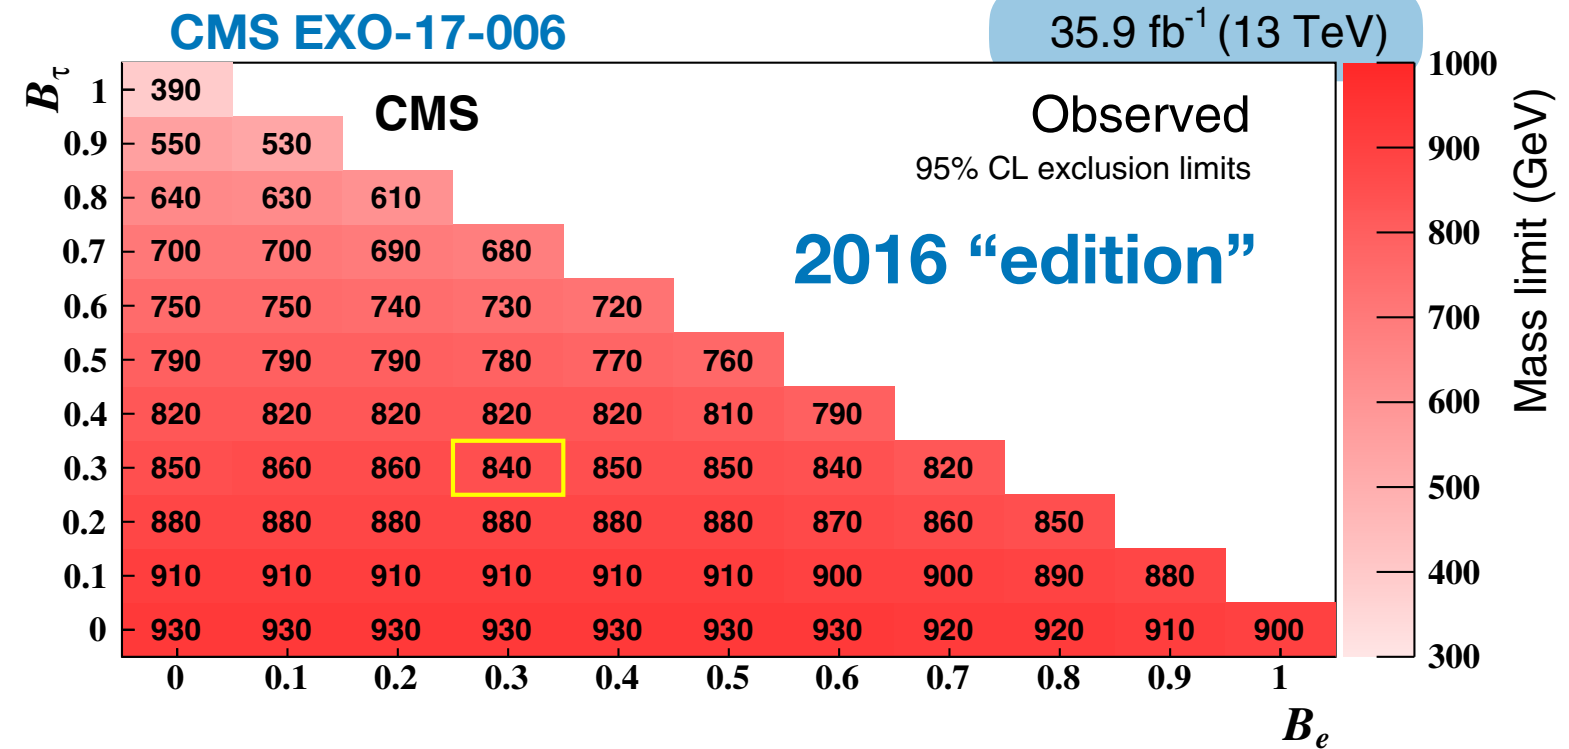 CMS EXO-17-006
35.9 fb⁻¹ (13 TeV)
B_τ
CMS
Observed
95% CL exclusion limits
2016 “edition”
1 390
0.9 550 530
0.8 640 630 610
0.7 700 700 690 680
0.6 750 750 740 730 720
0.5 790 790 790 780 770 760
0.4 820 820 820 820 820 810 790
0.3 850 860 860 840 850 850 840 820
0.2 880 880 880 880 880 880 870 860 850
0.1 910 910 910 910 910 910 900 900 890 880
0 930 930 930 930 930 930 930 920 920 910 900
0 0.1 0.2 0.3 0.4 0.5 0.6 0.7 0.8 0.9 1
B_e
1000
900
800
700
600
500
400
300
Mass limit (GeV)